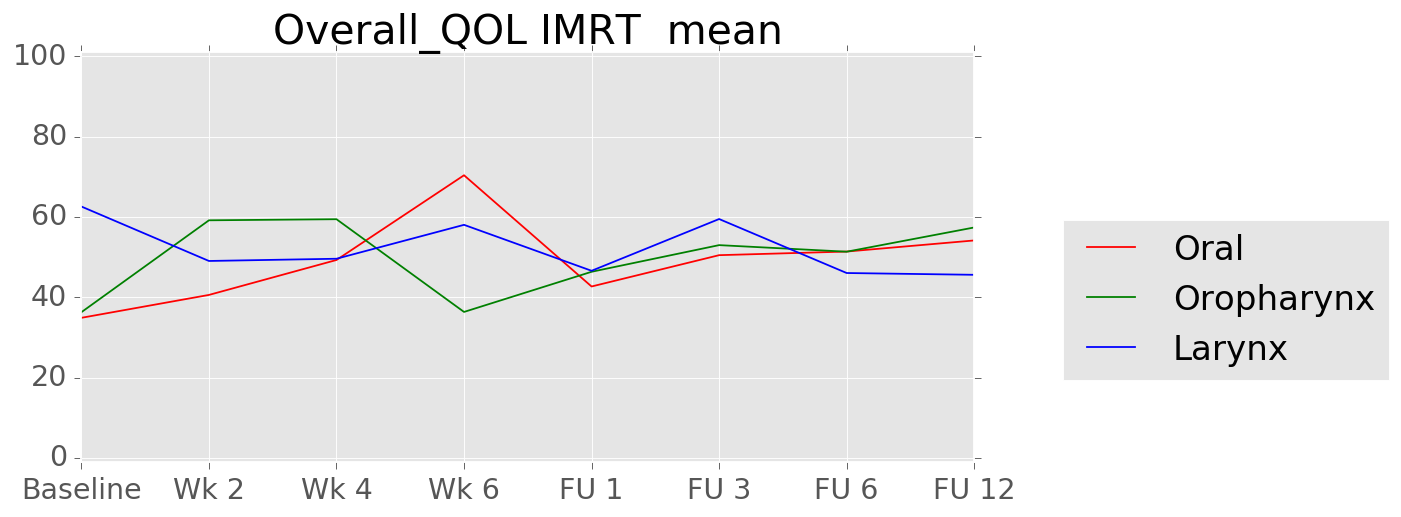 Overall_QOL IMRT  mean
100
80
60
40
20
0
Baseline Wk 2 Wk 4 Wk 6 FU 1 FU 3 FU 6 FU 12
Oral
Oropharynx
Larynx